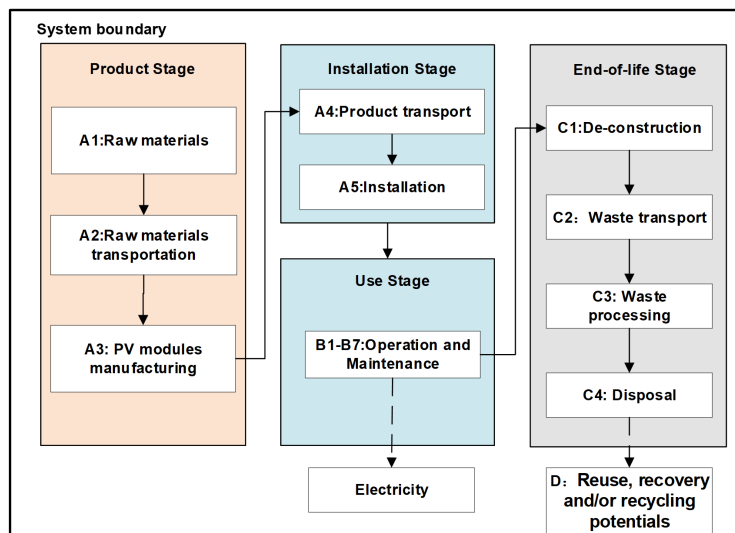 System boundary
Product Stage
A1:Raw materials
A2:Raw materials
transportation
A3: PV modules
manufacturing
Installation Stage
A4:Product transport
A5:Installation
Use Stage
B1-B7:Operation and
Maintenance
Electricity
End-of-life Stage
C1:De-construction
C2：Waste transport
C3: Waste
processing
C4: Disposal
D：Reuse, recovery
and/or recycling
potentials